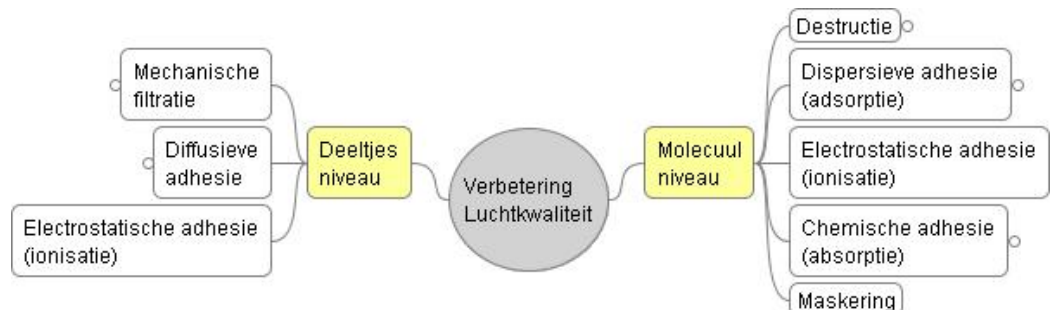 Mechanische
filtratie
Diffusieve
adhesie
Electrostatische adhesie
(ionisatie)
Deeltjes
niveau
Verbetering
Luchtkwaliteit
Molecuul
niveau
Destructie
Dispersieve adhesie
(adsorptie)
Electrostatische adhesie
(ionisatie)
Chemische adhesie
(absorptie)
Maskering